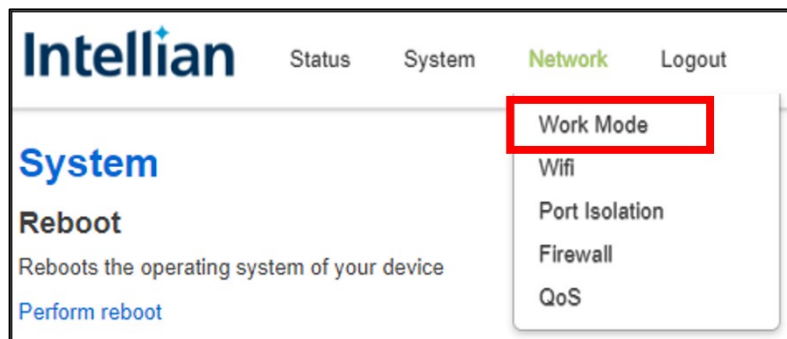 Intellian Status System Network Logout
Work Mode
Wifi
Port Isolation
Firewall
QoS
System
Reboot
Reboots the operating system of your device
Perform reboot